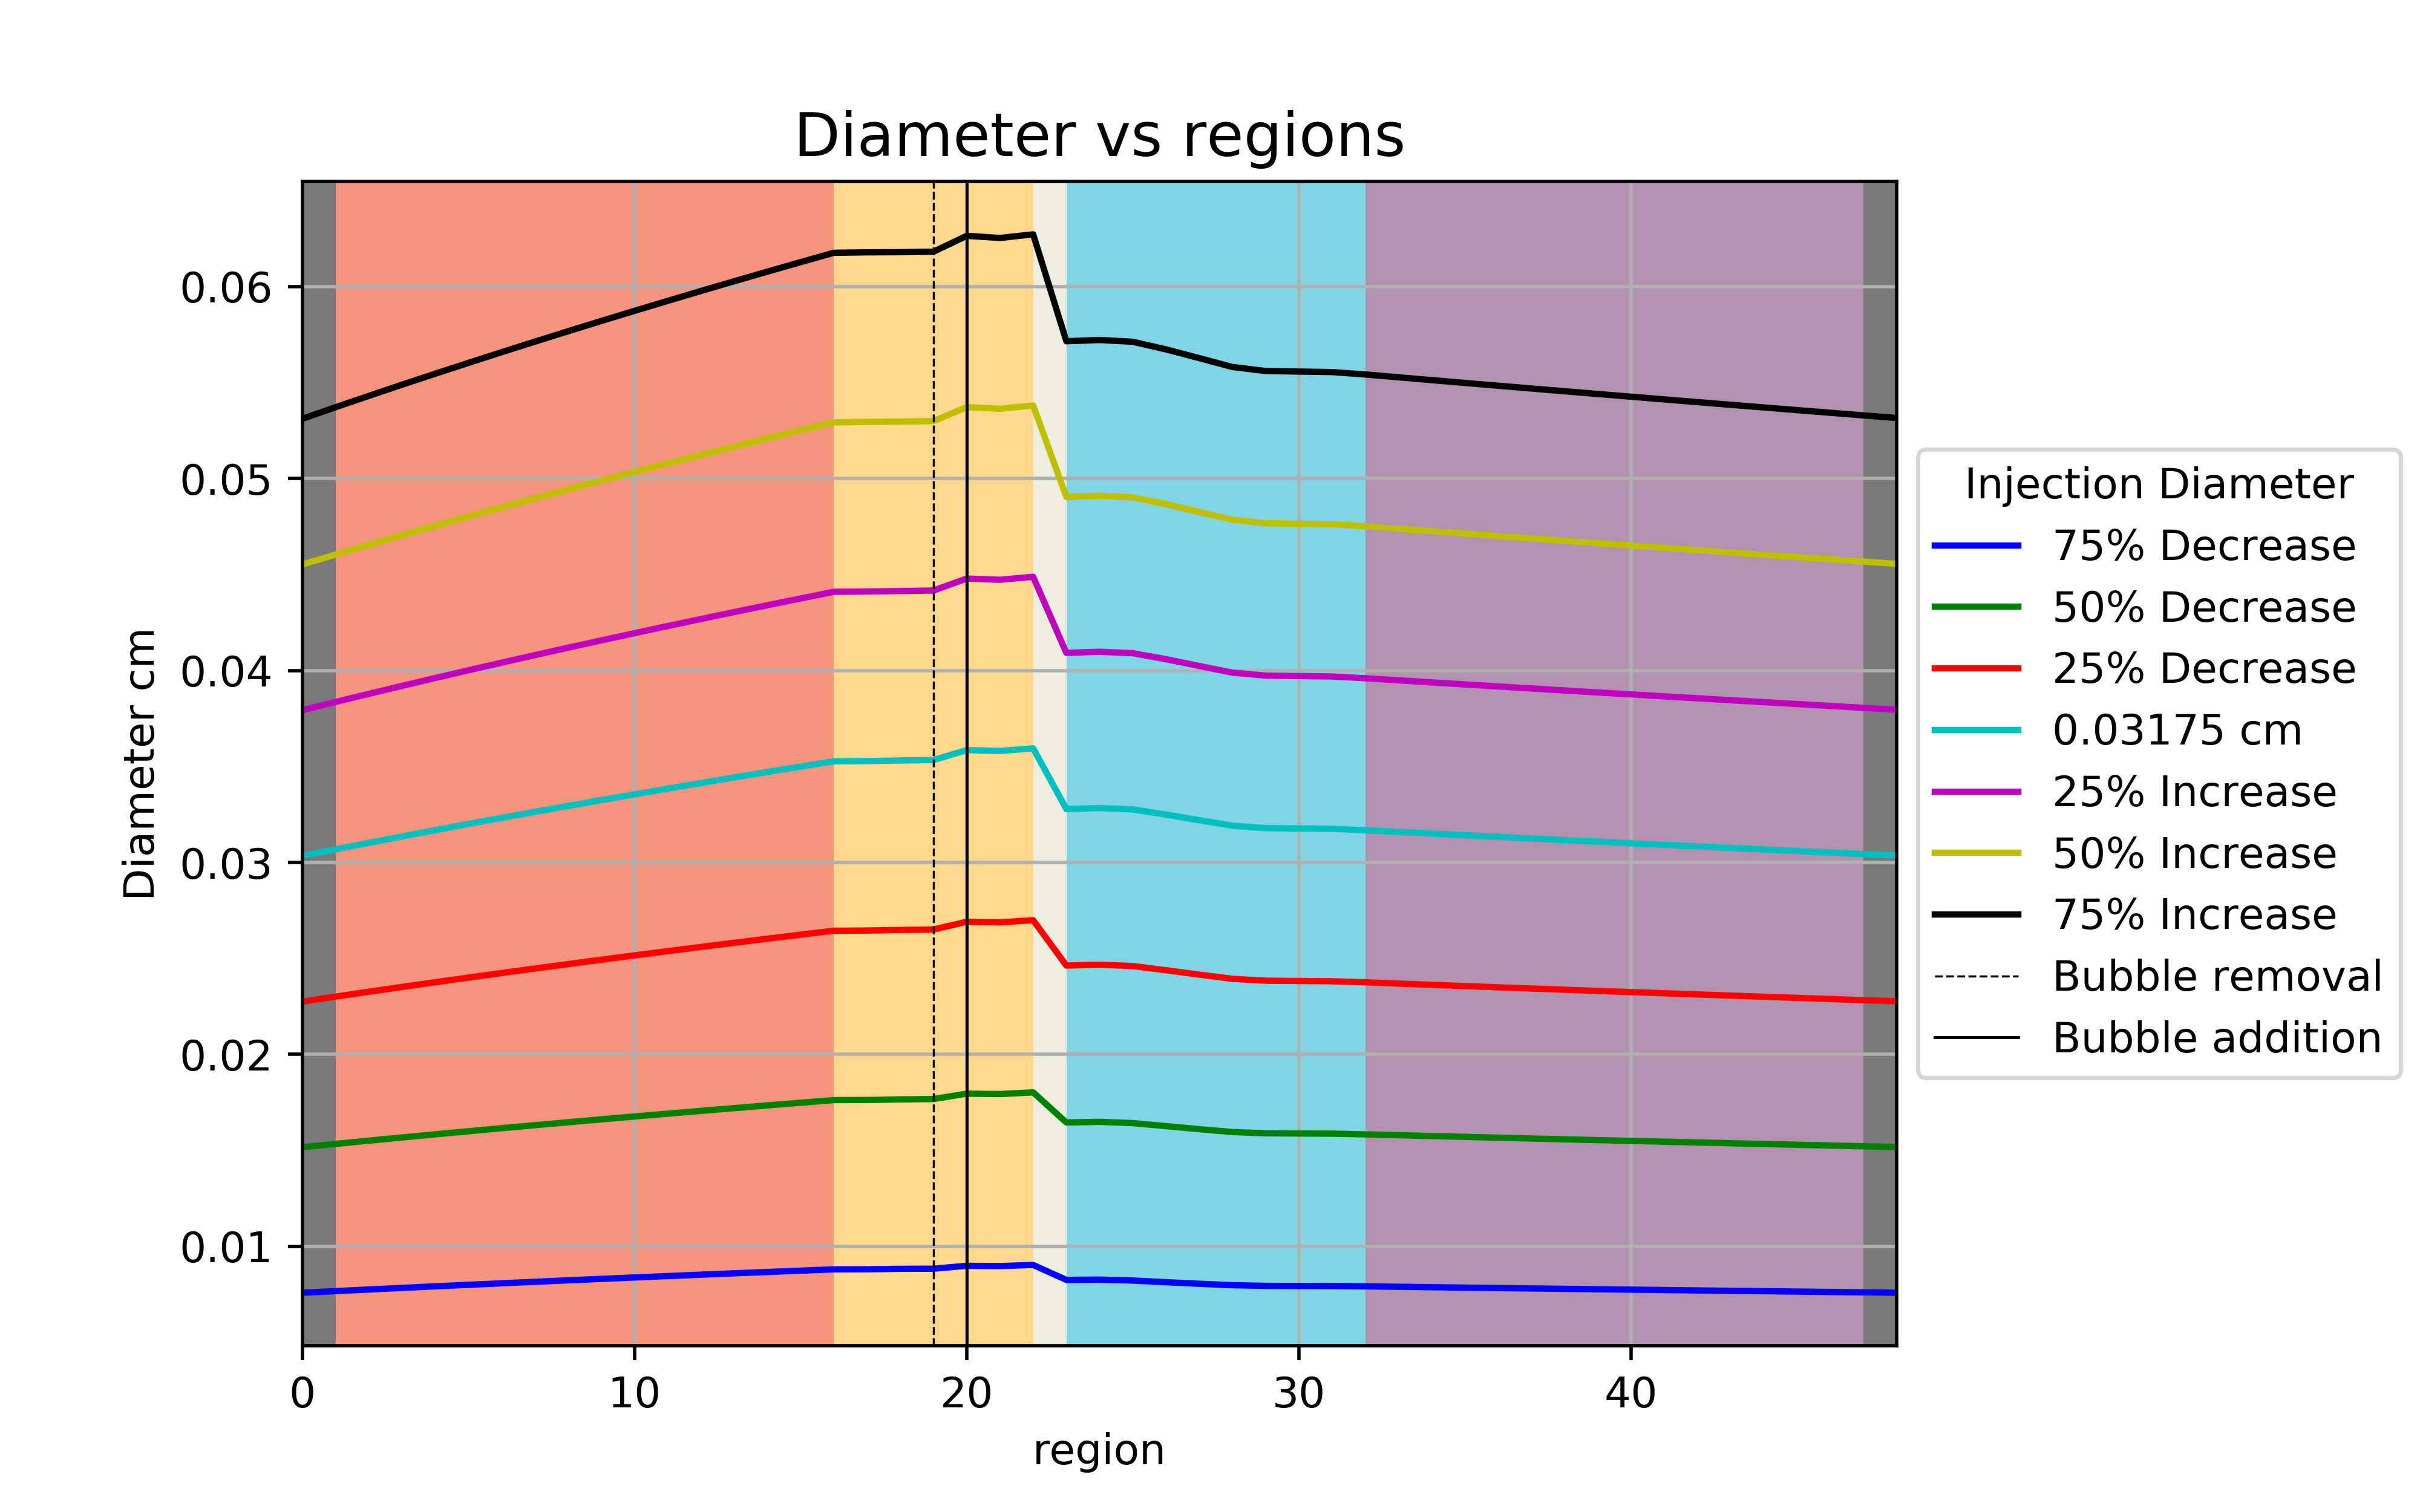 Diameter vs regions
0.06
0.05
0.04
0.03
0.02
0.01
Diameter cm
0 10 20 30 40
region
Injection Diameter
75% Decrease
50% Decrease
25% Decrease
0.03175 cm
25% Increase
50% Increase
75% Increase
Bubble removal
Bubble addition